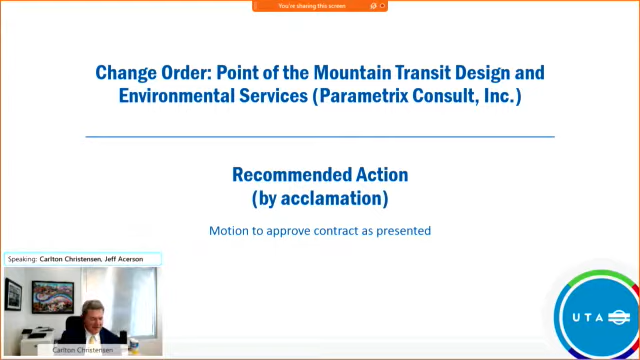 You're sharing this screen
Change Order: Point of the Mountain Transit Design and
Environmental Services (Parametrix Consult, Inc.)
Recommended Action
(by acclamation)
Motion to approve contract as presented
Speaking: Carlton Christensen, Jeff Acerson
Carlton Christensen
U T A